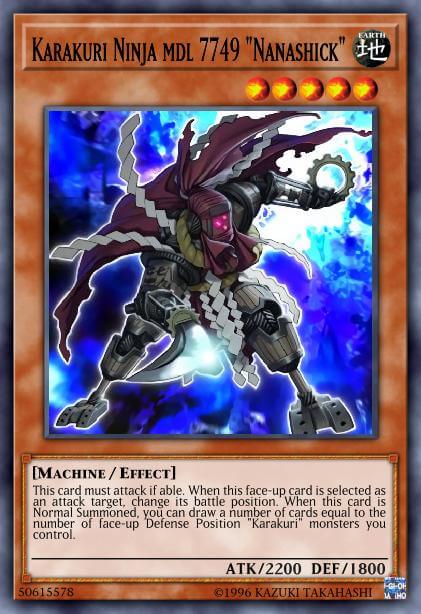 Karakuri Ninja mdl 7749 "Nanashick"
EARTH
地
[Machine / Effect]
This card must attack if able. When this face-up card is selected as
an attack target, change its battle position. When this card is
Normal Summoned, you can draw a number of cards equal to the
number of face-up Defense Position "Karakuri" monsters you
control.
ATK/2200 DEF/1800
50615578
©1996 KAZUKI TAKAHASHI